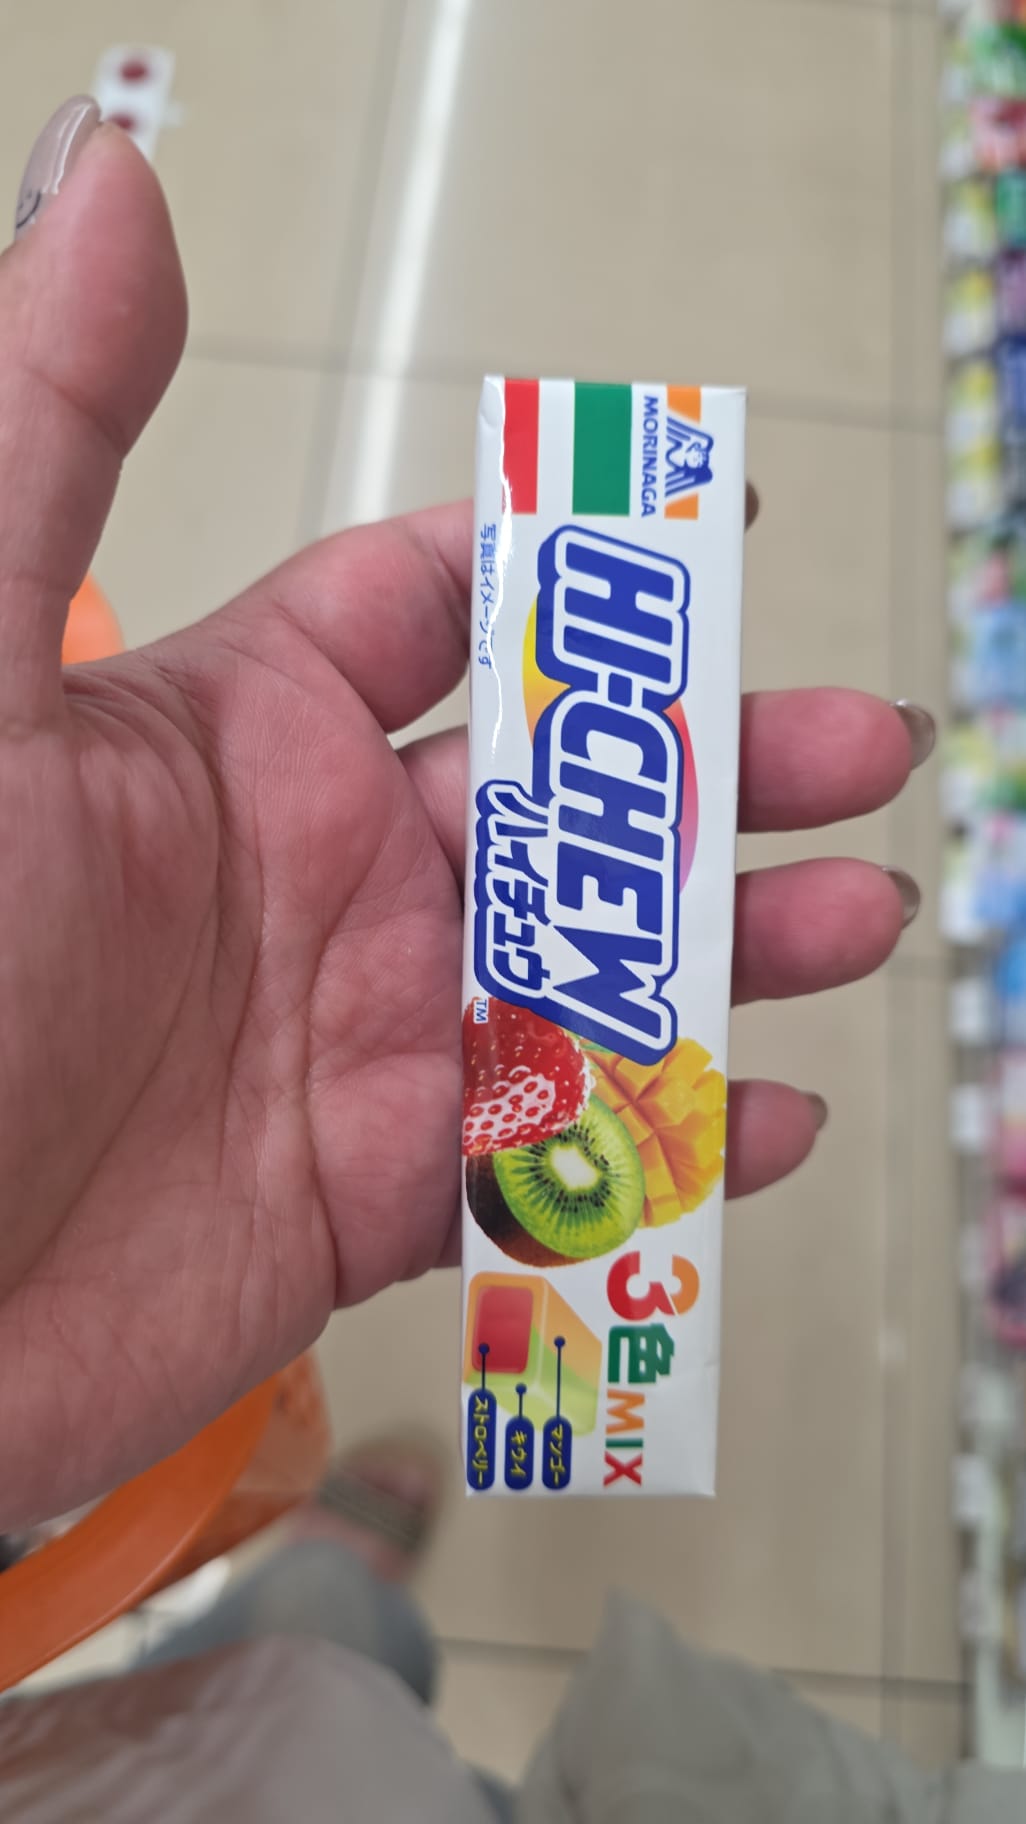 MORINAGA
HI-CHEW
ハイチュウ
TM
写真はイメージです
3色MIX
マンゴー
キウイ
ストロベリー